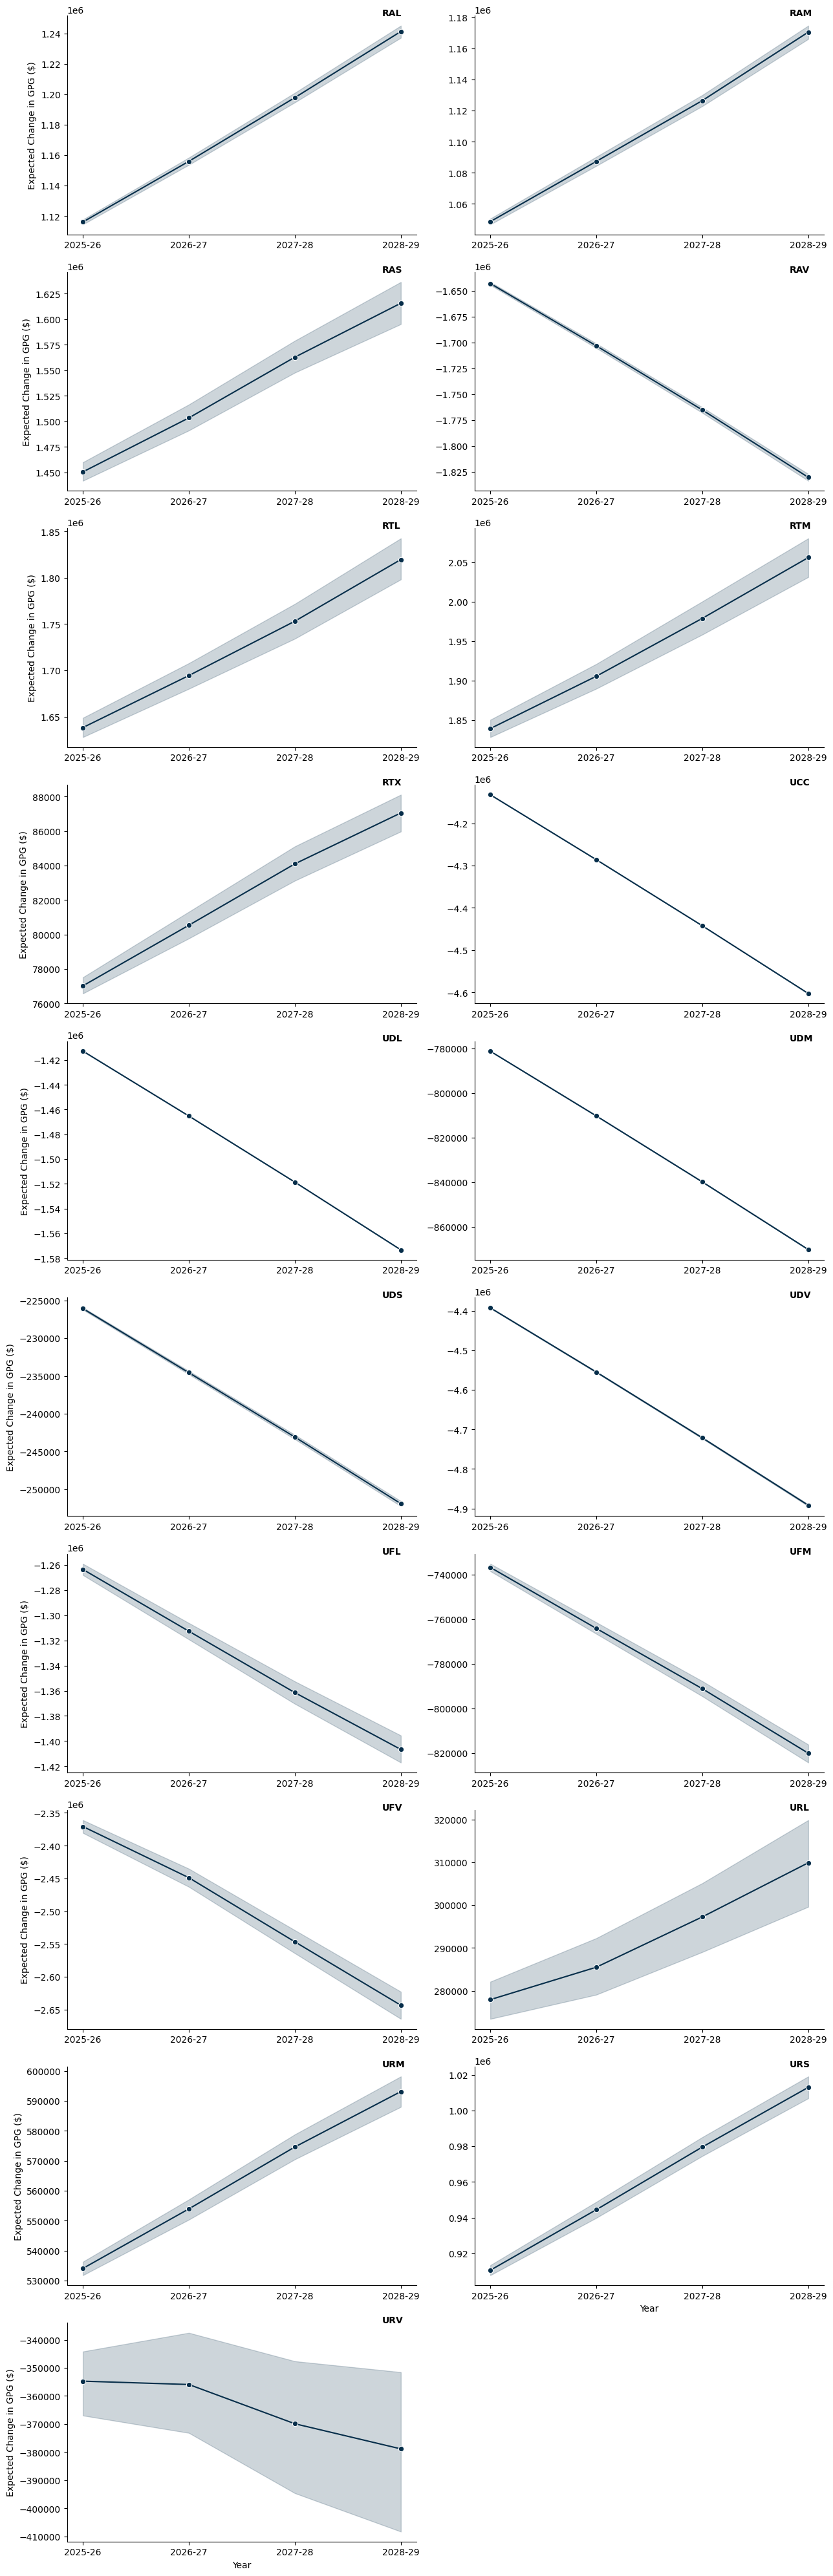 1e6
RAL
Expected Change in GPG ($)
1.24
1.22
1.20
1.18
1.16
1.14
1.12
2025-26 2026-27 2027-28 2028-29
1e6
RAM
1.18
1.16
1.14
1.12
1.10
1.08
1.06
2025-26 2026-27 2027-28 2028-29
1e6
RAS
Expected Change in GPG ($)
1.625
1.600
1.575
1.550
1.525
1.500
1.475
1.450
2025-26 2026-27 2027-28 2028-29
1e6
RAV
−1.650
−1.675
−1.700
−1.725
−1.750
−1.775
−1.800
−1.825
2025-26 2026-27 2027-28 2028-29
1e6
RTL
Expected Change in GPG ($)
1.85
1.80
1.75
1.70
1.65
2025-26 2026-27 2027-28 2028-29
1e6
RTM
2.05
2.00
1.95
1.90
1.85
2025-26 2026-27 2027-28 2028-29
RTX
Expected Change in GPG ($)
88000
86000
84000
82000
80000
78000
76000
2025-26 2026-27 2027-28 2028-29
1e6
UCC
−4.2
−4.3
−4.4
−4.5
−4.6
2025-26 2026-27 2027-28 2028-29
1e6
UDL
Expected Change in GPG ($)
−1.42
−1.44
−1.46
−1.48
−1.50
−1.52
−1.54
−1.56
−1.58
2025-26 2026-27 2027-28 2028-29
UDM
−780000
−800000
−820000
−840000
−860000
2025-26 2026-27 2027-28 2028-29
UDS
Expected Change in GPG ($)
−225000
−230000
−235000
−240000
−245000
−250000
2025-26 2026-27 2027-28 2028-29
1e6
UDV
−4.4
−4.5
−4.6
−4.7
−4.8
−4.9
2025-26 2026-27 2027-28 2028-29
1e6
UFL
Expected Change in GPG ($)
−1.26
−1.28
−1.30
−1.32
−1.34
−1.36
−1.38
−1.40
−1.42
2025-26 2026-27 2027-28 2028-29
UFM
−740000
−760000
−780000
−800000
−820000
2025-26 2026-27 2027-28 2028-29
1e6
UFV
Expected Change in GPG ($)
−2.35
−2.40
−2.45
−2.50
−2.55
−2.60
−2.65
2025-26 2026-27 2027-28 2028-29
URL
320000
310000
300000
290000
280000
2025-26 2026-27 2027-28 2028-29
URM
Expected Change in GPG ($)
600000
590000
580000
570000
560000
550000
540000
530000
2025-26 2026-27 2027-28 2028-29
1e6
URS
1.02
1.00
0.98
0.96
0.94
0.92
2025-26 2026-27 2027-28 2028-29
Year
URV
Expected Change in GPG ($)
−340000
−350000
−360000
−370000
−380000
−390000
−400000
−410000
2025-26 2026-27 2027-28 2028-29
Year